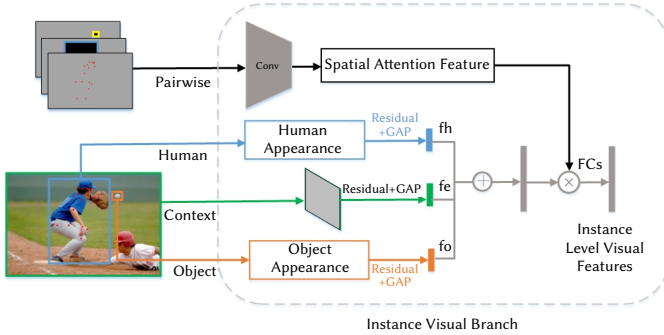 Conv
Spatial Attention Feature
Pairwise
Residual
+GAP
fh
Human
Appearance
Human
FCs
Residual+GAP
fe
Context
fo
Instance
Level Visual
Features
Object
Appearance
Object
Residual
+GAP
Instance Visual Branch